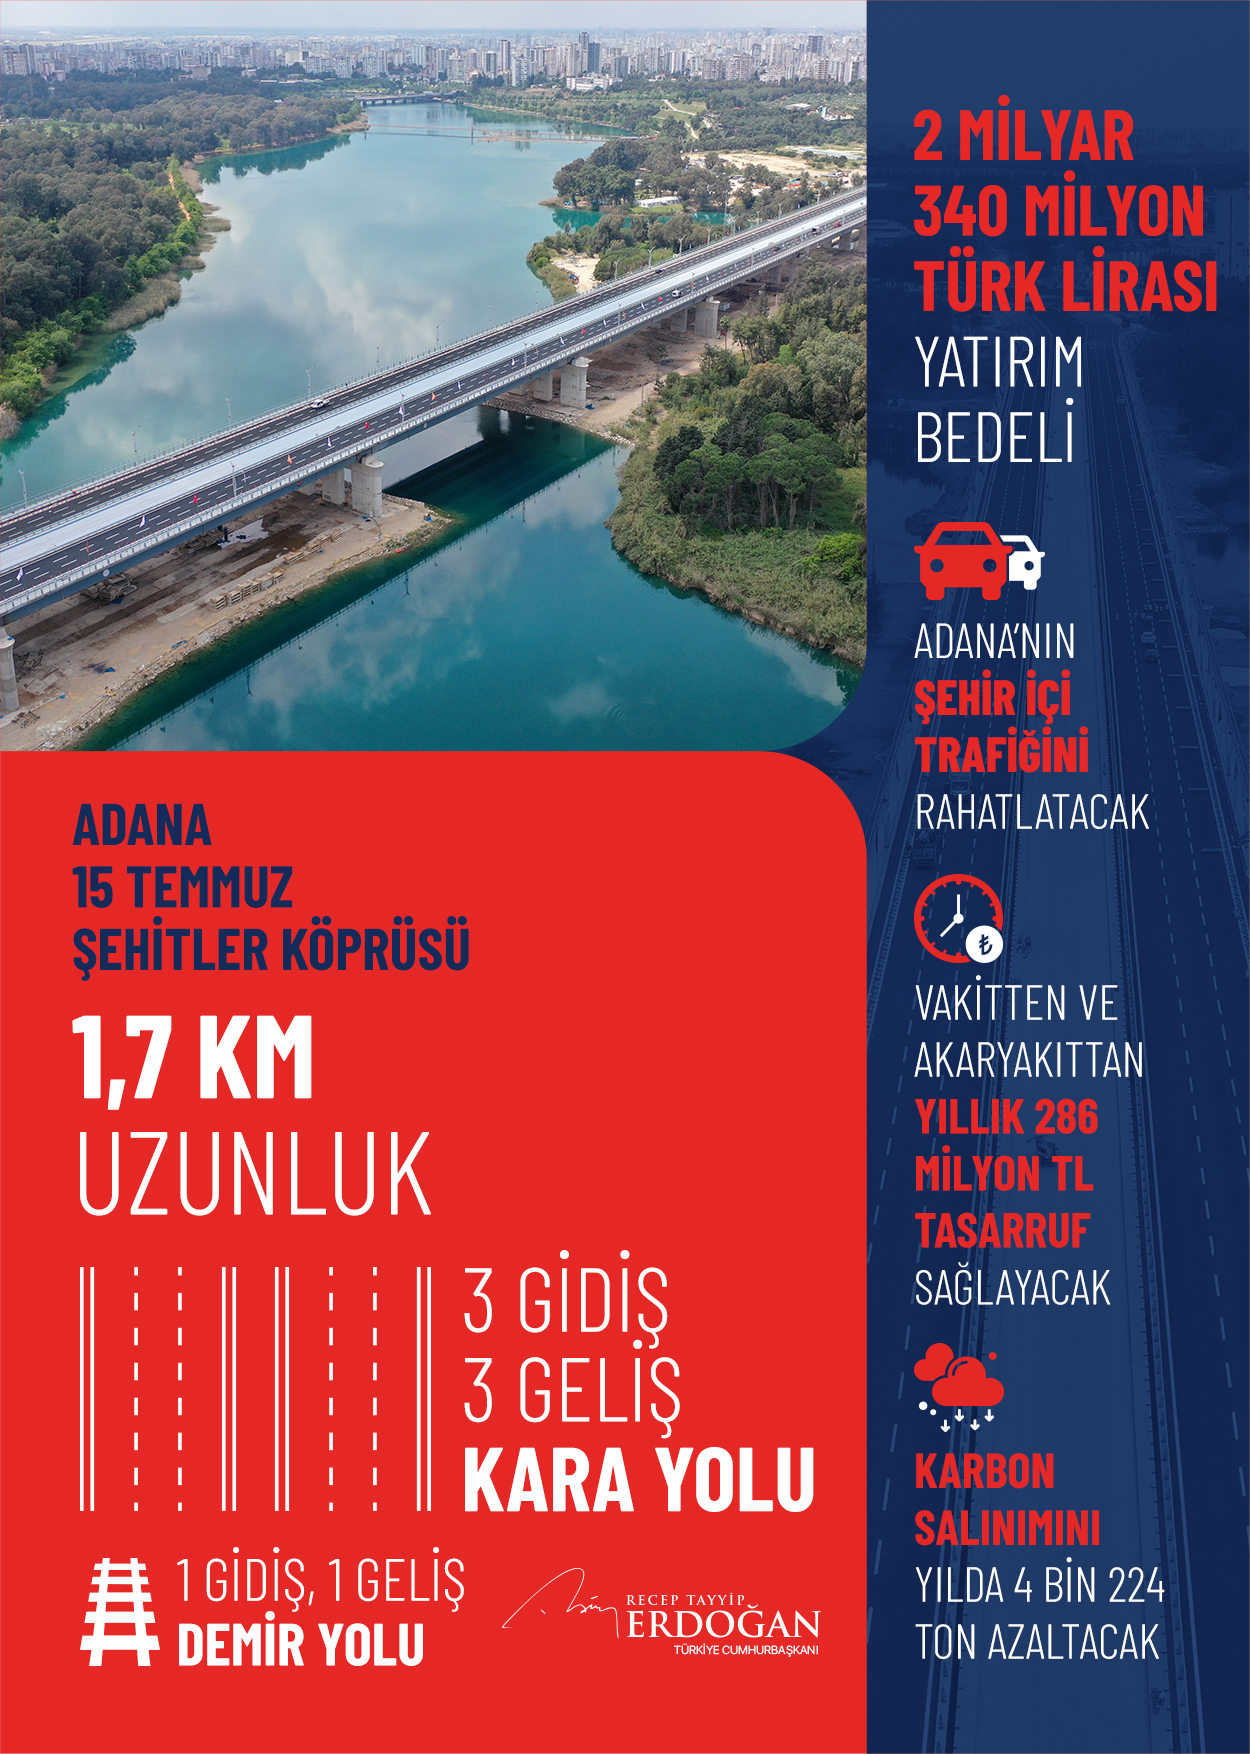 ADANA
15 TEMMUZ
ŞEHİTLER KÖPRÜSÜ
1,7 KM
UZUNLUK
3 GİDİŞ
3 GELİŞ
KARA YOLU
1 GİDİŞ, 1 GELİŞ
DEMİR YOLU
RECEP TAYYİP
ERDOĞAN
TÜRKİYE CUMHURBAŞKANI
2 MİLYAR
340 MİLYON
TÜRK LİRASI
YATIRIM
BEDELİ
ADANA’NIN
ŞEHİR İÇİ
TRAFİĞİNİ
RAHATLATACAK
₺
VAKİTTEN VE
AKARYAKITTAN
YILLIK 286
MİLYON TL
TASARRUF
SAĞLAYACAK
KARBON
SALINIMINI
YILDA 4 BİN 224
TON AZALTACAK